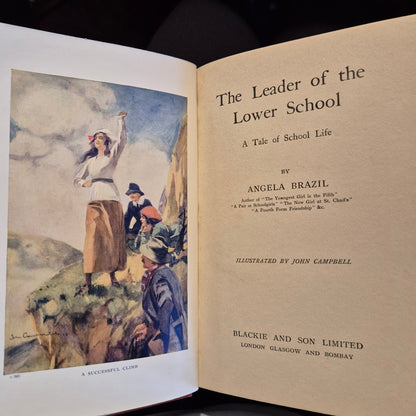 A SUCCESSFUL CLIMB
The Leader of the
Lower School
A Tale of School Life
BY
ANGELA BRAZIL
Author of "The Youngest Girl in the Fifth"
"A Pair of Schoolgirls" "The New Girl at St. Chad's"
"A Fourth Form Friendship" &c.
ILLUSTRATED BY JOHN CAMPBELL
BLACKIE AND SON LIMITED
LONDON GLASGOW AND BOMBAY